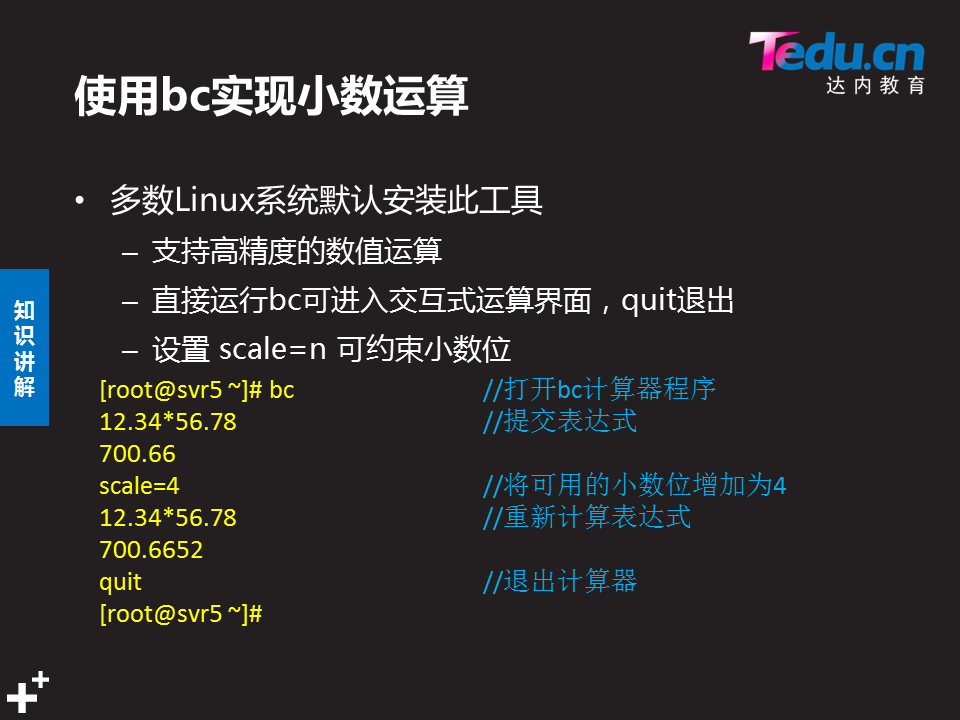 Tedu.cn
达内教育
使用bc实现小数运算
• 多数Linux系统默认安装此工具
– 支持高精度的数值运算
– 直接运行bc可进入交互式运算界面，quit退出
– 设置 scale=n 可约束小数位
知识讲解
[root@svr5 ~]# bc //打开bc计算器程序
12.34*56.78 //提交表达式
700.66
scale=4 //将可用的小数位增加为4
12.34*56.78 //重新计算表达式
700.6652
quit //退出计算器
[root@svr5 ~]#